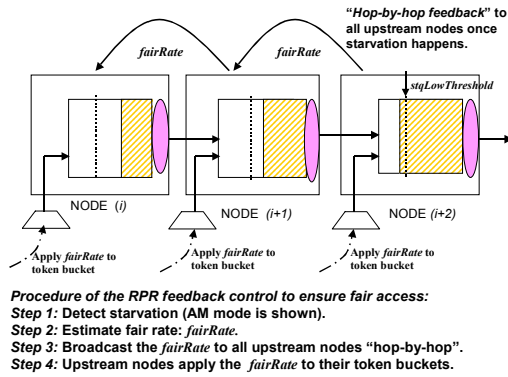 "Hop-by-hop feedback" to
all upstream nodes once
starvation happens.
fairRate
fairRate
stqLowThreshold
NODE (i)
NODE (i+1)
NODE (i+2)
Apply fairRate to
token bucket
Apply fairRate to
token bucket
Apply fairRate to
token bucket
Procedure of the RPR feedback control to ensure fair access:
Step 1: Detect starvation (AM mode is shown).
Step 2: Estimate fair rate: fairRate.
Step 3: Broadcast the fairRate to all upstream nodes "hop-by-hop".
Step 4: Upstream nodes apply the fairRate to their token buckets.